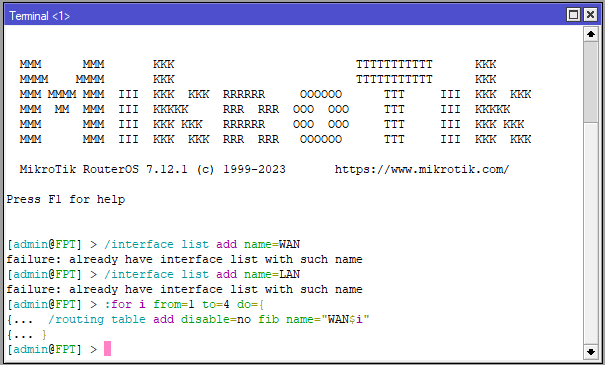 Terminal <1>
  MMM      MMM       KKK                          TTTTTTTTTTT      KKK
  MMMM    MMMM       KKK                          TTTTTTTTTTT      KKK
  MMM MMMM MMM  III  KKK  KKK  RRRRRR     OOOOOO      TTT     III  KKK  KKK
  MMM  MM  MMM  III  KKKKK     RRR  RRR  OOO  OOO     TTT     III  KKKKK
  MMM      MMM  III  KKK KKK   RRRRRR    OOO  OOO     TTT     III  KKK KKK
  MMM      MMM  III  KKK  KKK  RRR  RRR   OOOOOO      TTT     III  KKK  KKK
  MikroTik RouterOS 7.12.1 (c) 1999-2023       https://www.mikrotik.com/
Press F1 for help
[admin@FPT] > /interface list add name=WAN
failure: already have interface list with such name
[admin@FPT] > /interface list add name=LAN
failure: already have interface list with such name
[admin@FPT] > :for i from=1 to=4 do={
{...  /routing table add disable=no fib name="WAN$i"
{... }
[admin@FPT] >